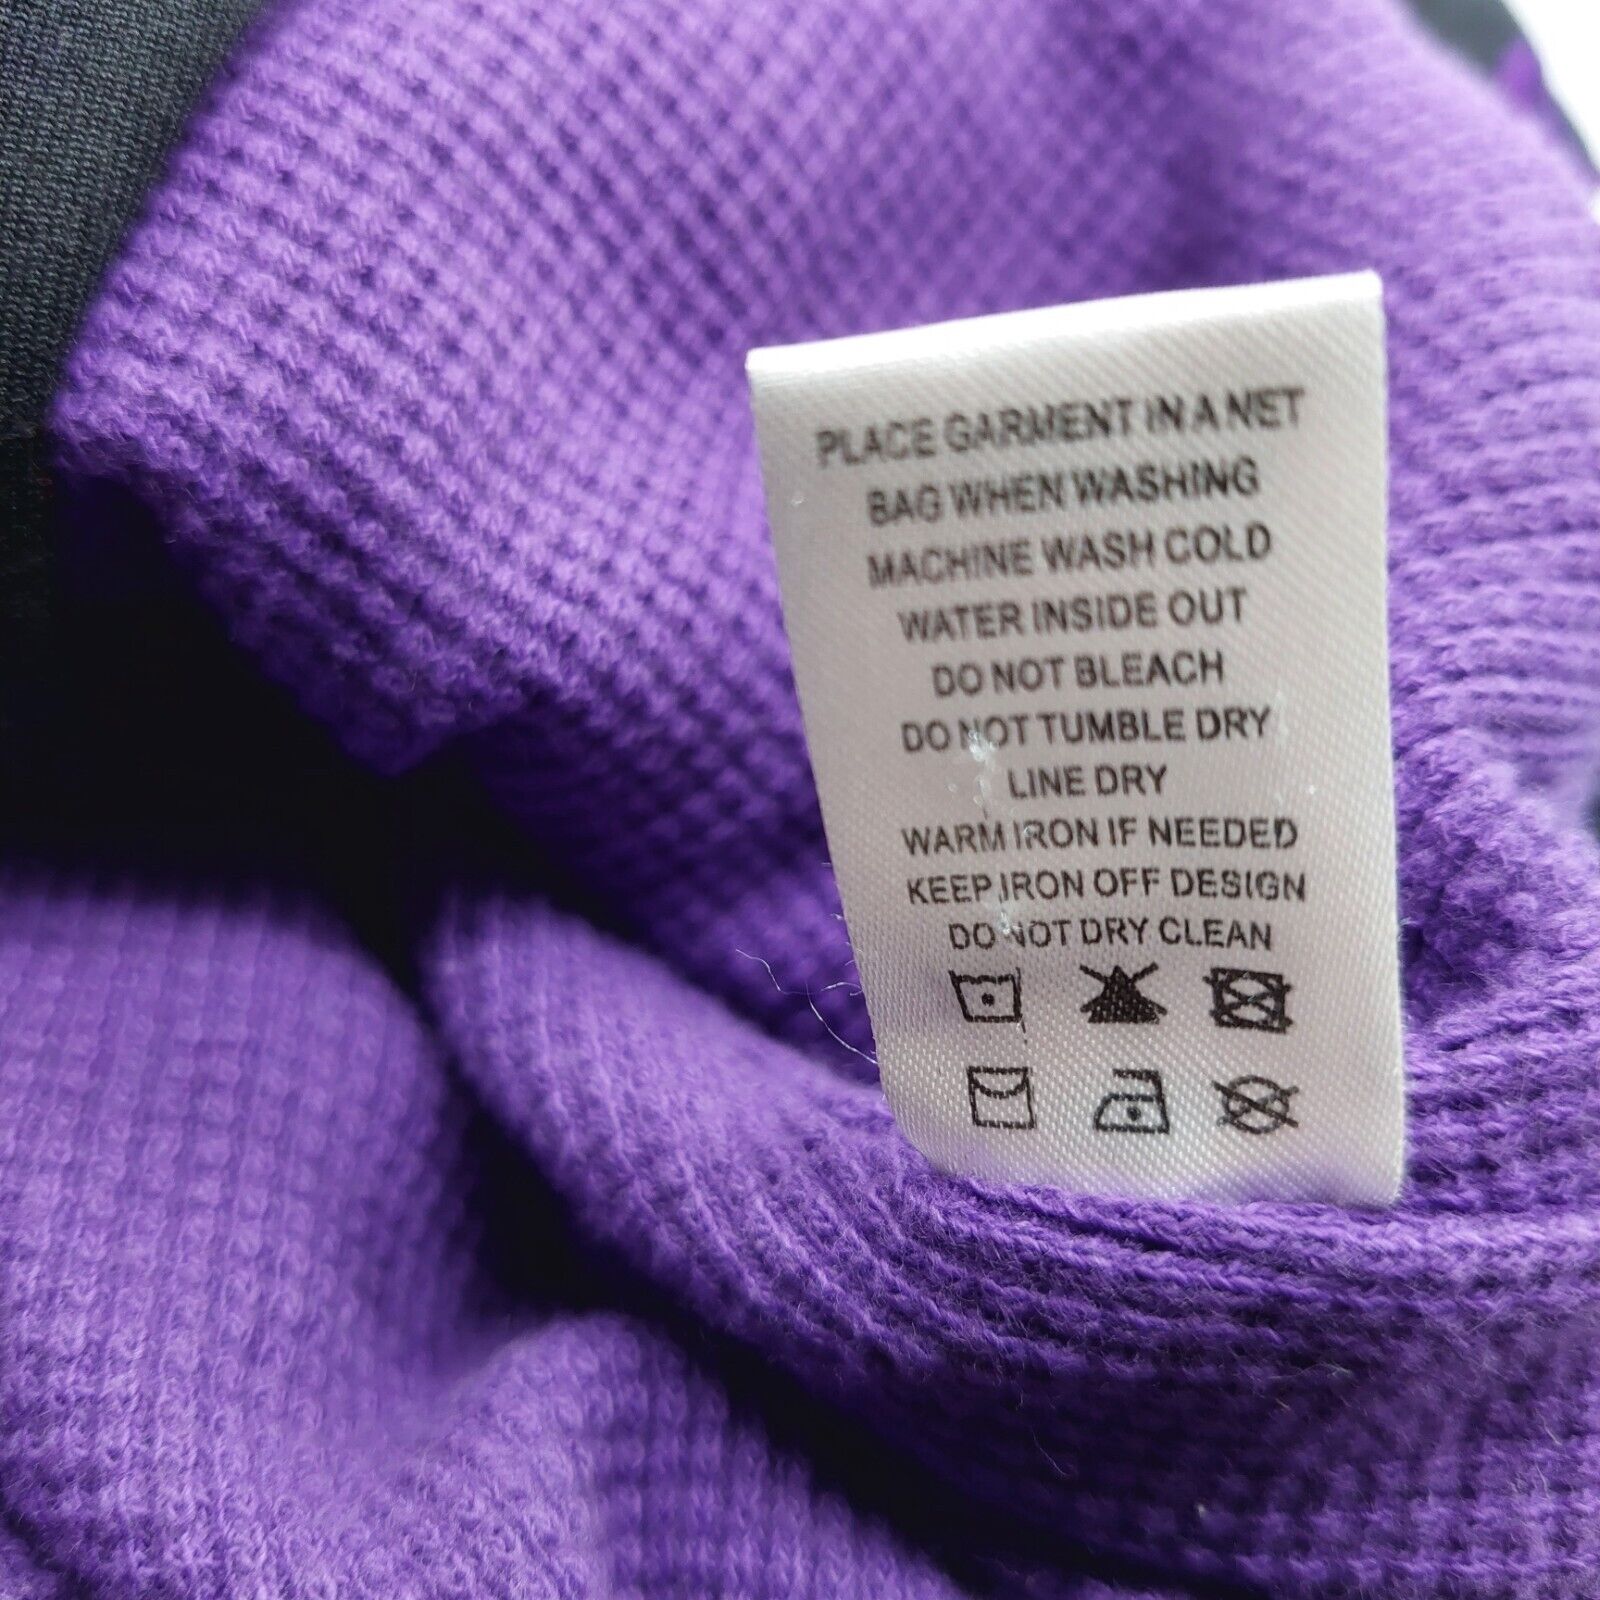 PLACE GARMENT IN A NET
BAG WHEN WASHING
MACHINE WASH COLD
WATER INSIDE OUT
DO NOT BLEACH
DO NOT TUMBLE DRY
LINE DRY
WARM IRON IF NEEDED
KEEP IRON OFF DESIGN
DO NOT DRY CLEAN